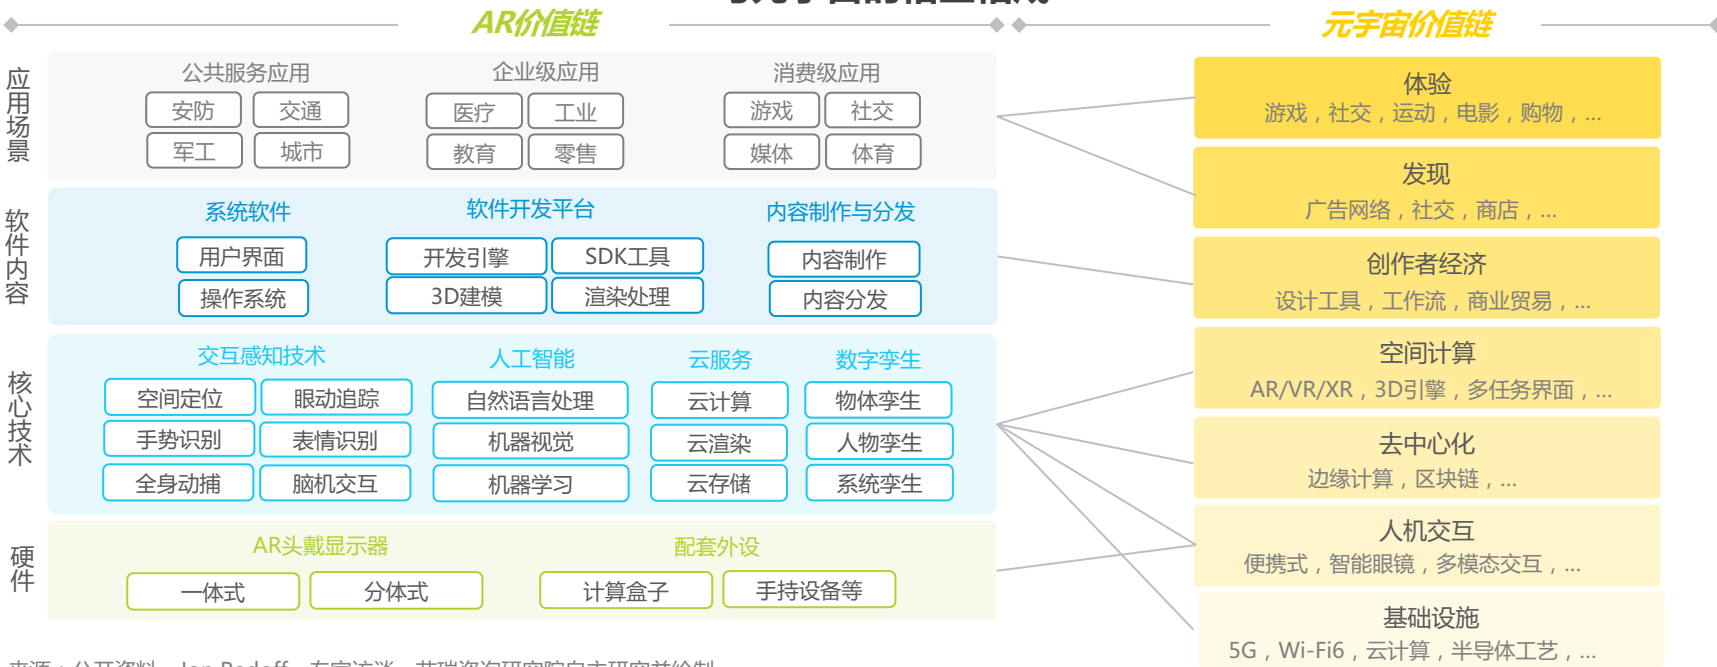 AR价值链
元宇宙价值链
应用场景
公共服务应用
企业级应用
消费级应用
安防
交通
医疗
工业
游戏
社交
军工
城市
教育
零售
媒体
体育
软件内容
系统软件
软件开发平台
内容制作与分发
用户界面
开发引擎
SDK工具
内容制作
操作系统
3D建模
渲染处理
内容分发
核心技术
交互感知技术
人工智能
云服务
数字孪生
空间定位
眼动追踪
自然语言处理
云计算
物体孪生
手势识别
表情识别
机器视觉
云渲染
人物孪生
全身动捕
脑机交互
机器学习
云存储
系统孪生
硬件
AR头戴显示器
配套外设
一体式
分体式
计算盒子
手持设备等
体验
游戏，社交，运动，电影，购物，...
发现
广告网络，社交，商店，...
创作者经济
设计工具，工作流，商业贸易，...
空间计算
AR/VR/XR，3D引擎，多任务界面，...
去中心化
边缘计算，区块链，...
人机交互
便携式，智能眼镜，多模态交互，...
基础设施
5G，Wi-Fi6，云计算，半导体工艺，...